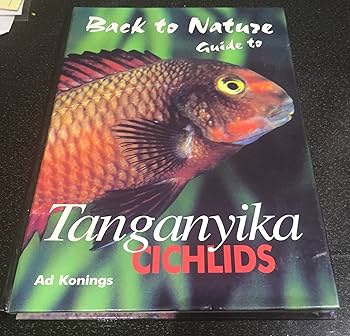 Back to Nature
Guide to
Tanganyika
CICHLIDS
Ad Konings